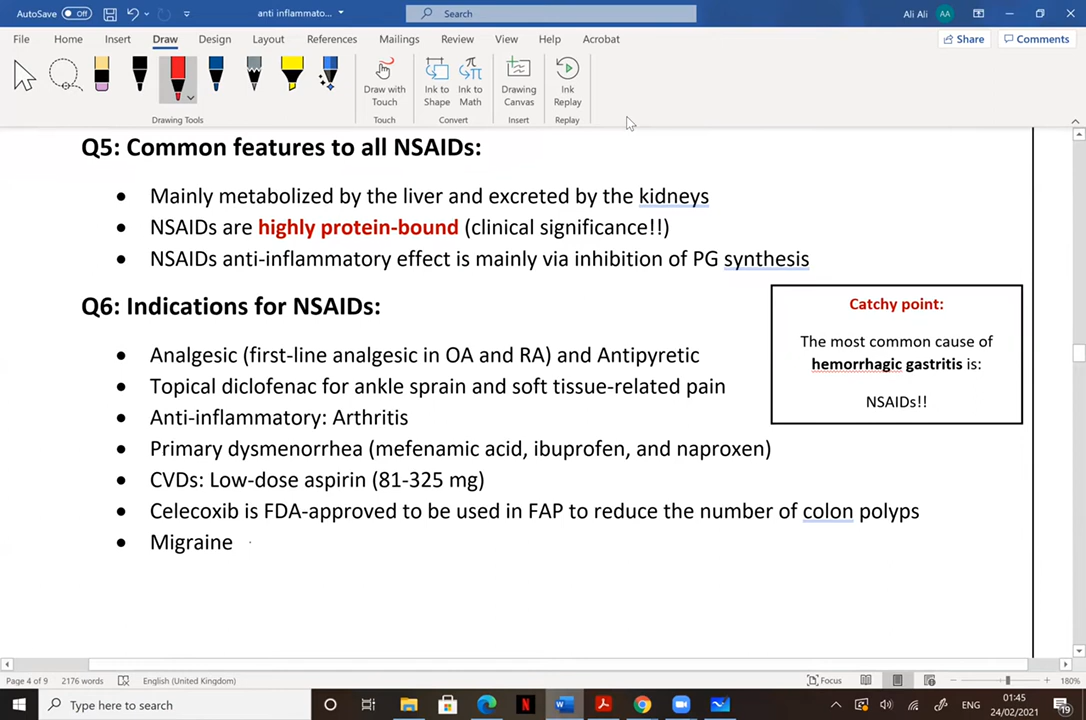 AutoSave Off
anti inflammato...
Search
Ali Ali AA
File Home Insert Draw Design Layout References Mailings Review View Help Acrobat
Share Comments
Draw with Touch
Ink to Shape
Ink to Math
Drawing Canvas
Ink Replay
Drawing Tools Touch Convert Insert Replay
Q5: Common features to all NSAIDs:
• Mainly metabolized by the liver and excreted by the kidneys
• NSAIDs are highly protein-bound (clinical significance!!)
• NSAIDs anti-inflammatory effect is mainly via inhibition of PG synthesis
Q6: Indications for NSAIDs:
• Analgesic (first-line analgesic in OA and RA) and Antipyretic
• Topical diclofenac for ankle sprain and soft tissue-related pain
• Anti-inflammatory: Arthritis
• Primary dysmenorrhea (mefenamic acid, ibuprofen, and naproxen)
• CVDs: Low-dose aspirin (81-325 mg)
• Celecoxib is FDA-approved to be used in FAP to reduce the number of colon polyps
• Migraine
Catchy point:
The most common cause of
hemorrhagic gastritis is:
NSAIDs!!
Page 4 of 9 2176 words English (United Kingdom) Focus 180%
Type here to search
ENG
01:45
24/02/2021
19